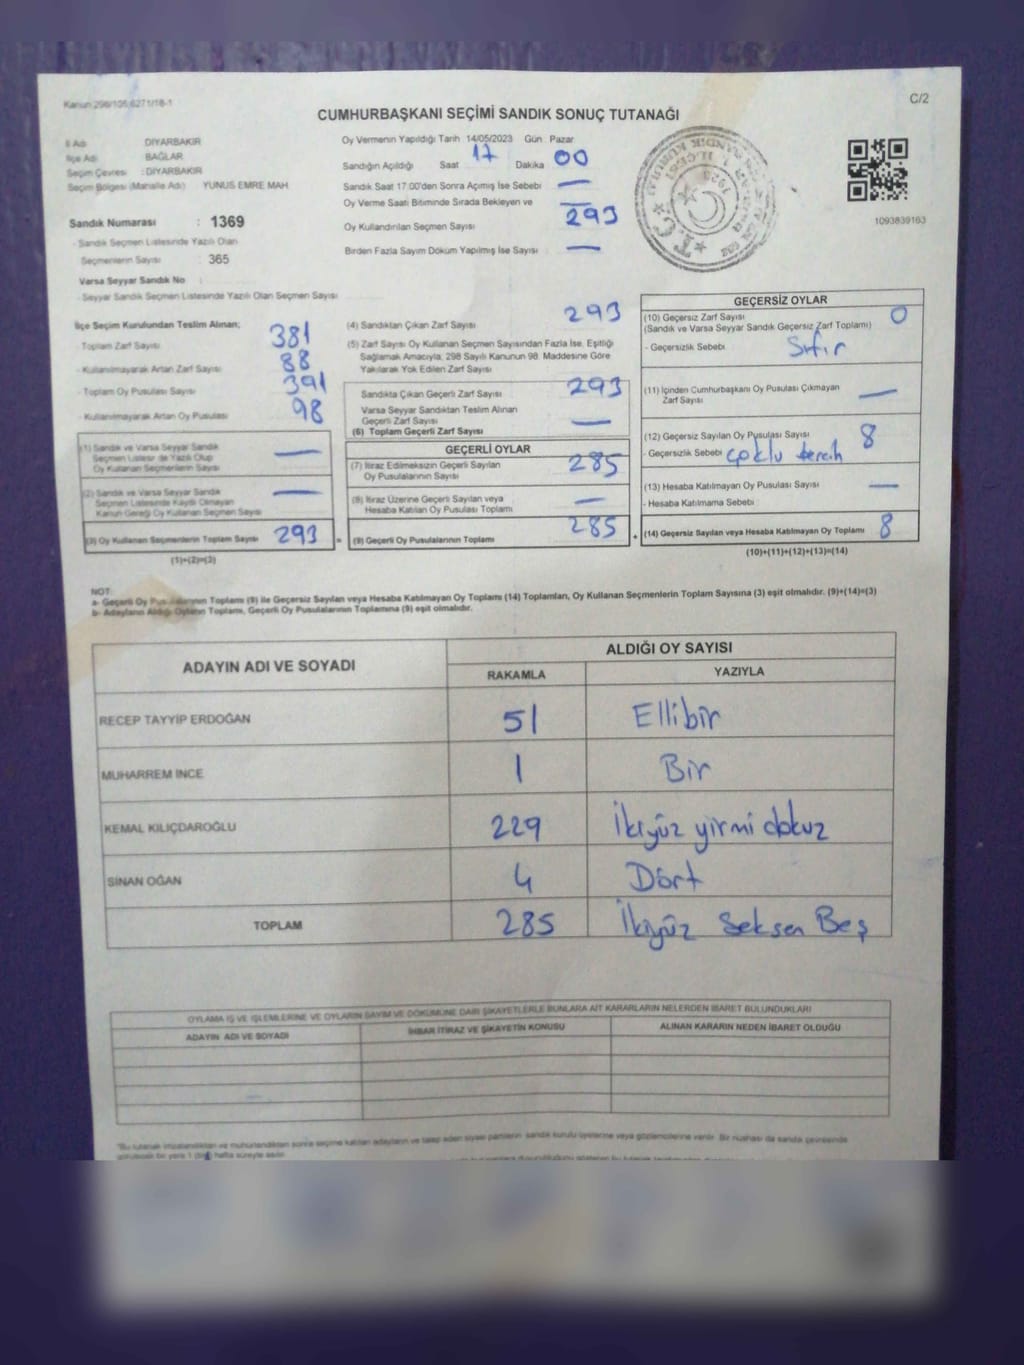 Kanun:298/105,6271/18-1
C/2
CUMHURBAŞKANI SEÇİMİ SANDIK SONUÇ TUTANAĞI
İl Adı DİYARBAKIR
İlçe Adı BAĞLAR
Seçim Çevresi : DİYARBAKIR
Seçim Bölgesi (Mahalle Adı) YUNUS EMRE MAH.
Sandık Numarası : 1369
- Sandık Seçmen Listesinde Yazılı Olan
Seçmenlerin Sayısı : 365
Varsa Seyyar Sandık No :
- Seyyar Sandık Seçmen Listesinde Yazılı Olan Seçmen Sayısı
Oy Vermenin Yapıldığı Tarih 14/05/2023 Gün Pazar
Sandığın Açıldığı Saat 17 Dakika 00
Sandık Saat 17.00'den Sonra Açılmış İse Sebebi —
Oy Verme Saati Bitiminde Sırada Bekleyen ve —
Oy Kullandırılan Seçmen Sayısı 293
Birden Fazla Sayım Döküm Yapılmış İse Sayısı —
1093839163
İlçe Seçim Kurulundan Teslim Alınan;
- Toplam Zarf Sayısı 381
- Kullanılmayarak Artan Zarf Sayısı 88
- Toplam Oy Pusulası Sayısı 391
- Kullanılmayarak Artan Oy Pusulası 98
(1) Sandık ve Varsa Seyyar Sandık
Seçmen Listesi'de Yazılı Olup
Oy Kullanan Seçmenlerin Sayısı —
(2) Sandık ve Varsa Seyyar Sandık
Seçmen Listesinde Kayıtlı Olmayan
Kanun Gereği Oy Kullanan Seçmen Sayısı —
(3) Oy Kullanan Seçmenlerin Toplam Sayısı 293 =
(1)+(2)=(3)
(4) Sandıktan Çıkan Zarf Sayısı 293
(5) Zarf Sayısı Oy Kullanan Seçmen Sayısından Fazla İse, Eşitliği
Sağlamak Amacıyla, 298 Sayılı Kanunun 98. Maddesine Göre
Yakılarak Yok Edilen Zarf Sayısı
Sandıkta Çıkan Geçerli Zarf Sayısı 293
Varsa Seyyar Sandıktan Teslim Alınan
Geçerli Zarf Sayısı —
(6) Toplam Geçerli Zarf Sayısı
GEÇERLİ OYLAR
(7) İtiraz Edilmeksizin Geçerli Sayılan
Oy Pusulalarının Sayısı 285
(8) İtiraz Üzerine Geçerli Sayılan veya
Hesaba Katılan Oy Pusulası Toplamı —
(9) Geçerli Oy Pusulalarının Toplamı 285 +
GEÇERSİZ OYLAR
(10) Geçersiz Zarf Sayısı 0
(Sandık ve Varsa Seyyar Sandık Geçersiz Zarf Toplamı)
- Geçersizlik Sebebi Sıfır
(11) İçinden Cumhurbaşkanı Oy Pusulası Çıkmayan
Zarf Sayısı —
(12) Geçersiz Sayılan Oy Pusulası Sayısı 8
- Geçersizlik Sebebi çoklu tercih
(13) Hesaba Katılmayan Oy Pusulası Sayısı —
- Hesaba Katılmama Sebebi
(14) Geçersiz Sayılan veya Hesaba Katılmayan Oy Toplamı 8
(10)+(11)+(12)+(13)=(14)
NOT:
a- Geçerli Oy Pusulalarının Toplamı (9) ile Geçersiz Sayılan veya Hesaba Katılmayan Oy Toplamı (14) Toplamları, Oy Kullanan Seçmenlerin Toplam Sayısına (3) eşit olmalıdır. (9)+(14)=(3)
b- Adayların Aldığı Oyların Toplamı, Geçerli Oy Pusulalarının Toplamına (9) eşit olmalıdır.
ADAYIN ADI VE SOYADI
ALDIĞI OY SAYISI
RAKAMLA YAZIYLA
RECEP TAYYİP ERDOĞAN 51 Ellibir
MUHARREM İNCE 1 Bir
KEMAL KILIÇDAROĞLU 229 İkiyüz yirmi dokuz
SİNAN OĞAN 4 Dört
TOPLAM 285 İkiyüz Seksen Beş
OYLAMA İŞ VE İŞLEMLERİNE VE OYLARIN SAYIM VE DÖKÜMÜNE DAİR ŞİKAYETLERLE BUNLARA AİT KARARLARIN NELERDEN İBARET BULUNDUKLARI
ADAYIN ADI VE SOYADI
İHBAR İTİRAZ VE ŞİKAYETİN KONUSU
ALINAN KARARIN NEDEN İBARET OLDUĞU